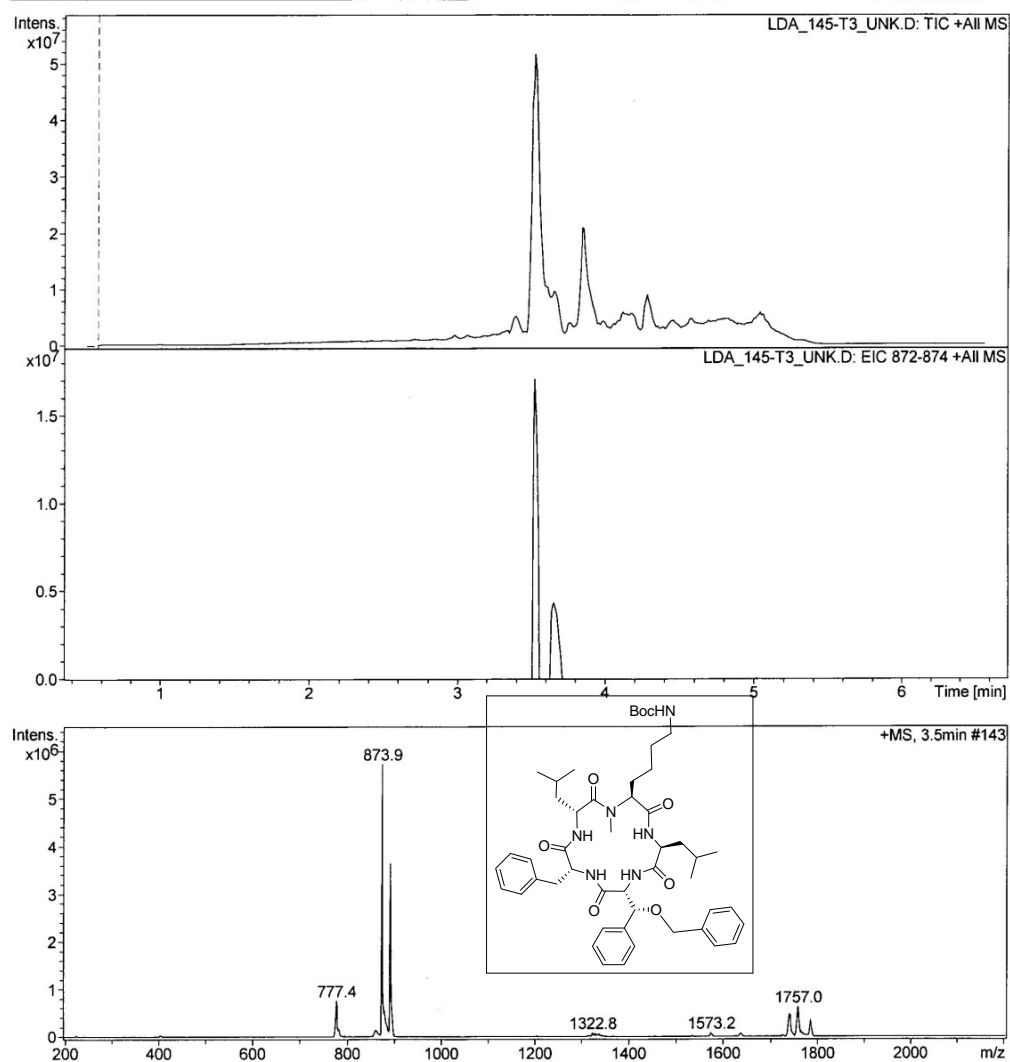 Intens.
x10⁷
LDA_145-T3_UNK.D: TIC +All MS
5
4
3
2
1
0
x10⁷
LDA_145-T3_UNK.D: EIC 872-874 +All MS
1.5
1.0
0.5
0.0
1 2 3 4 5 6 Time [min]
Intens.
x10⁶
+MS, 3.5min #143
6
5
4
3
2
1
0
873.9
777.4
1322.8
1573.2
1757.0
BocHN
O
N
O
NH
NH
O
NH
HN
O
O
O
200 400 600 800 1000 1200 1400 1600 1800 2000 m/z